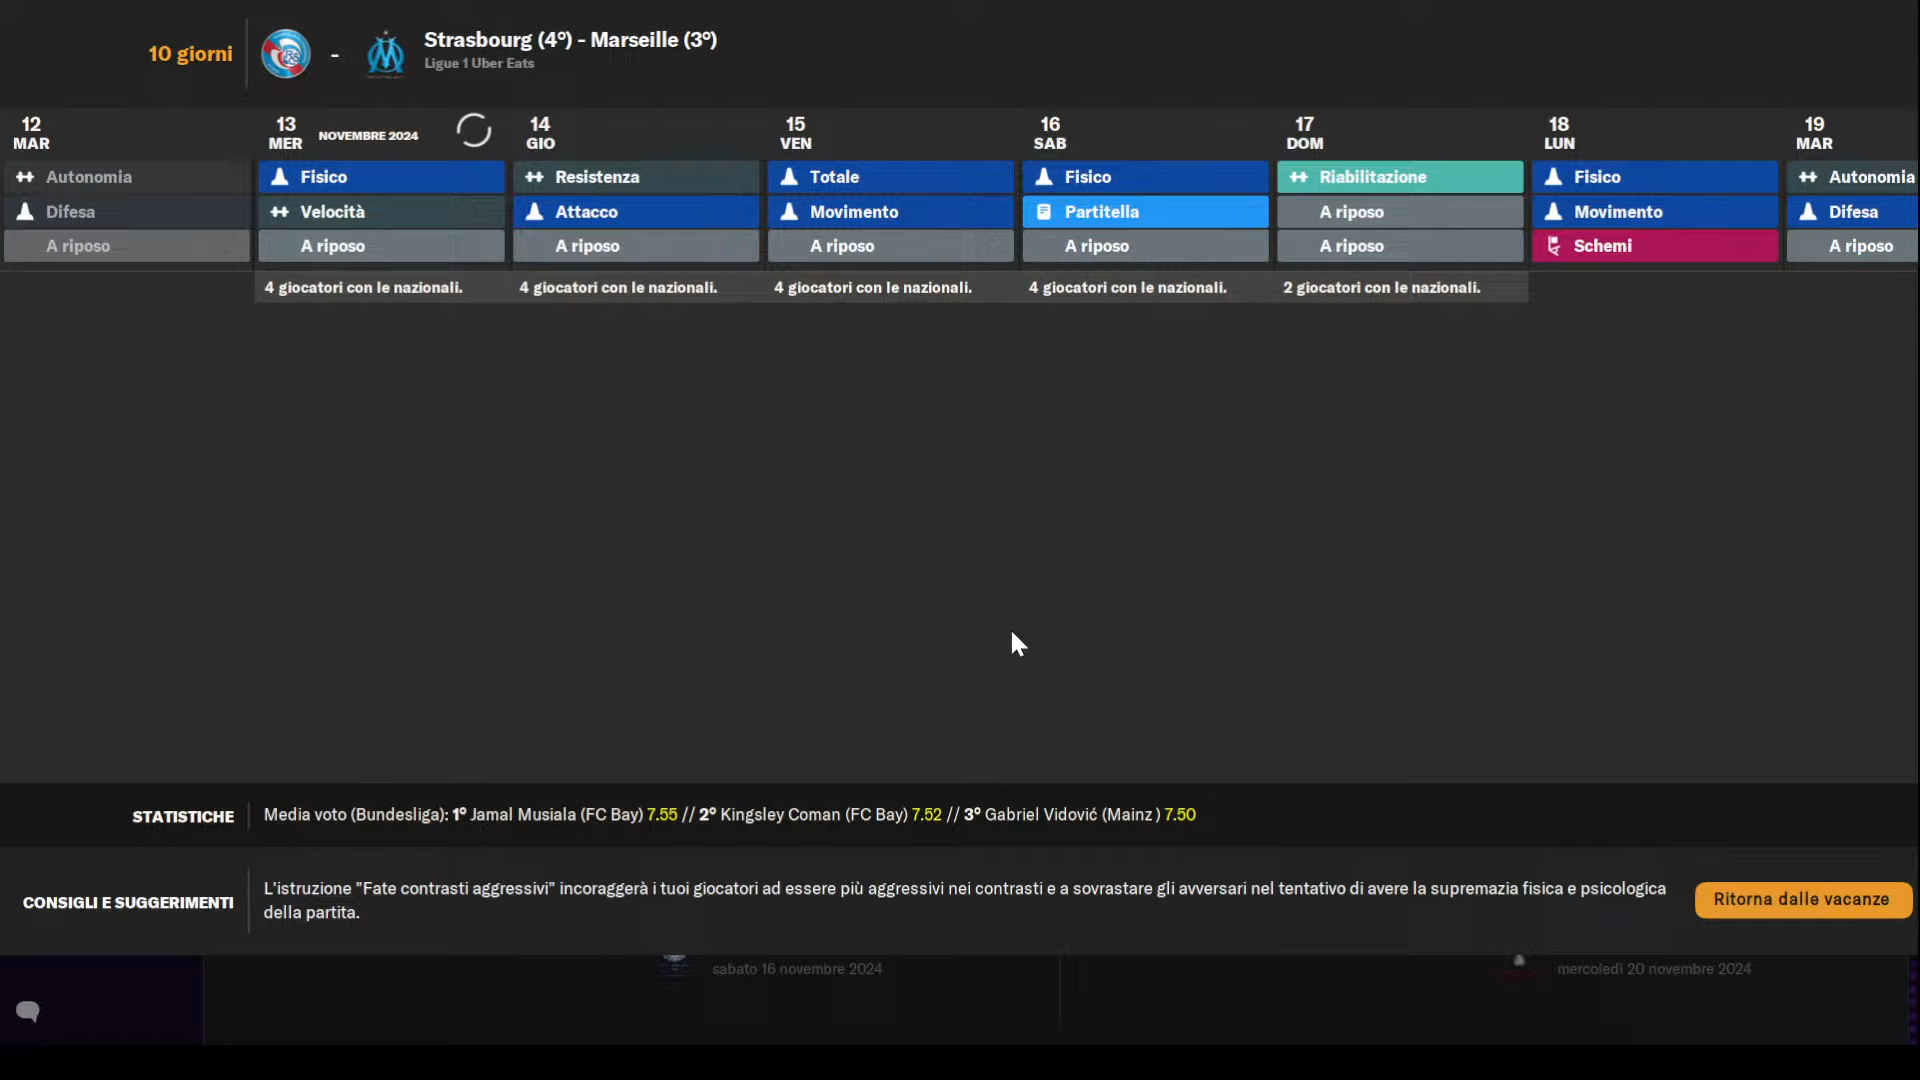 10 giorni
-
Strasbourg (4°) - Marseille (3°)
Ligue 1 Uber Eats
12
MAR
13
MER
NOVEMBRE 2024
14
GIO
15
VEN
16
SAB
17
DOM
18
LUN
19
MAR
Autonomia
Fisico
Resistenza
Totale
Fisico
Riabilitazione
Fisico
Autonomia
Difesa
Velocità
Attacco
Movimento
Partitella
A riposo
Movimento
Difesa
A riposo
A riposo
A riposo
A riposo
A riposo
A riposo
Schemi
A riposo
4 giocatori con le nazionali.
4 giocatori con le nazionali.
4 giocatori con le nazionali.
4 giocatori con le nazionali.
2 giocatori con le nazionali.
STATISTICHE
Media voto (Bundesliga): 1° Jamal Musiala (FC Bay) 7.55 // 2° Kingsley Coman (FC Bay) 7.52 // 3° Gabriel Vidović (Mainz ) 7.50
CONSIGLI E SUGGERIMENTI
L'istruzione "Fate contrasti aggressivi" incoraggerà i tuoi giocatori ad essere più aggressivi nei contrasti e a sovrastare gli avversari nel tentativo di avere la supremazia fisica e psicologica
della partita.
Ritorna dalle vacanze
sabato 16 novembre 2024
mercoledì 20 novembre 2024